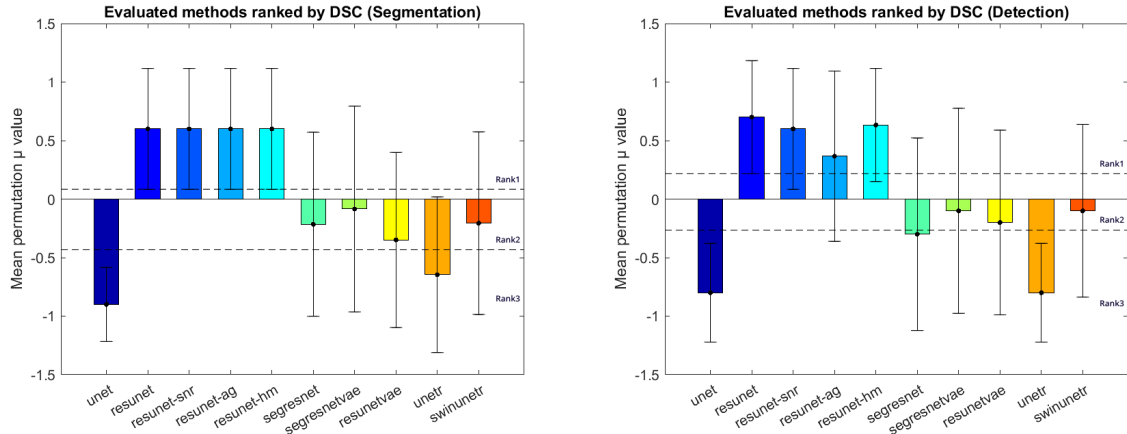 Evaluated methods ranked by DSC (Segmentation)
Mean permutation μ value
1.5
1
0.5
0
-0.5
-1
-1.5
Rank1
Rank2
Rank3
unet
resunet
resunet-snr
resunet-ag
resunet-hm
segresnet
segresnetvae
resunetvae
unetr
swinunetr
Evaluated methods ranked by DSC (Detection)
Mean permutation μ value
1.5
1
0.5
0
-0.5
-1
-1.5
Rank1
Rank2
Rank3
unet
resunet
resunet-snr
resunet-ag
resunet-hm
segresnet
segresnetvae
resunetvae
unetr
swinunetr